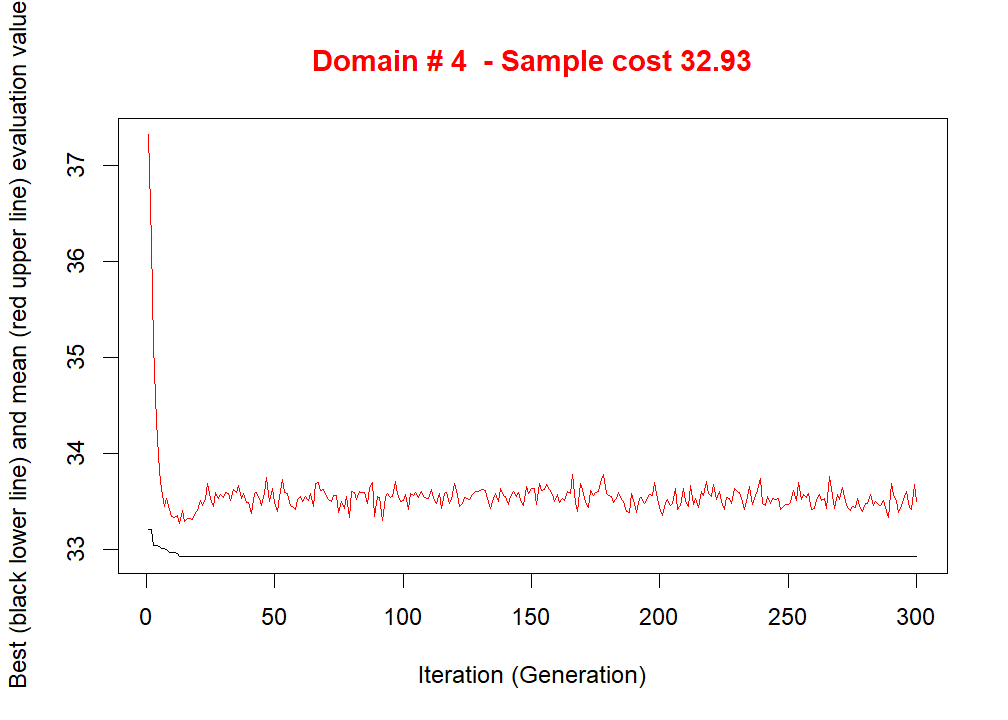 Domain # 4  - Sample cost 32.93
Best (black lower line) and mean (red upper line) evaluation value
37
36
35
34
33
0 50 100 150 200 250 300
Iteration (Generation)